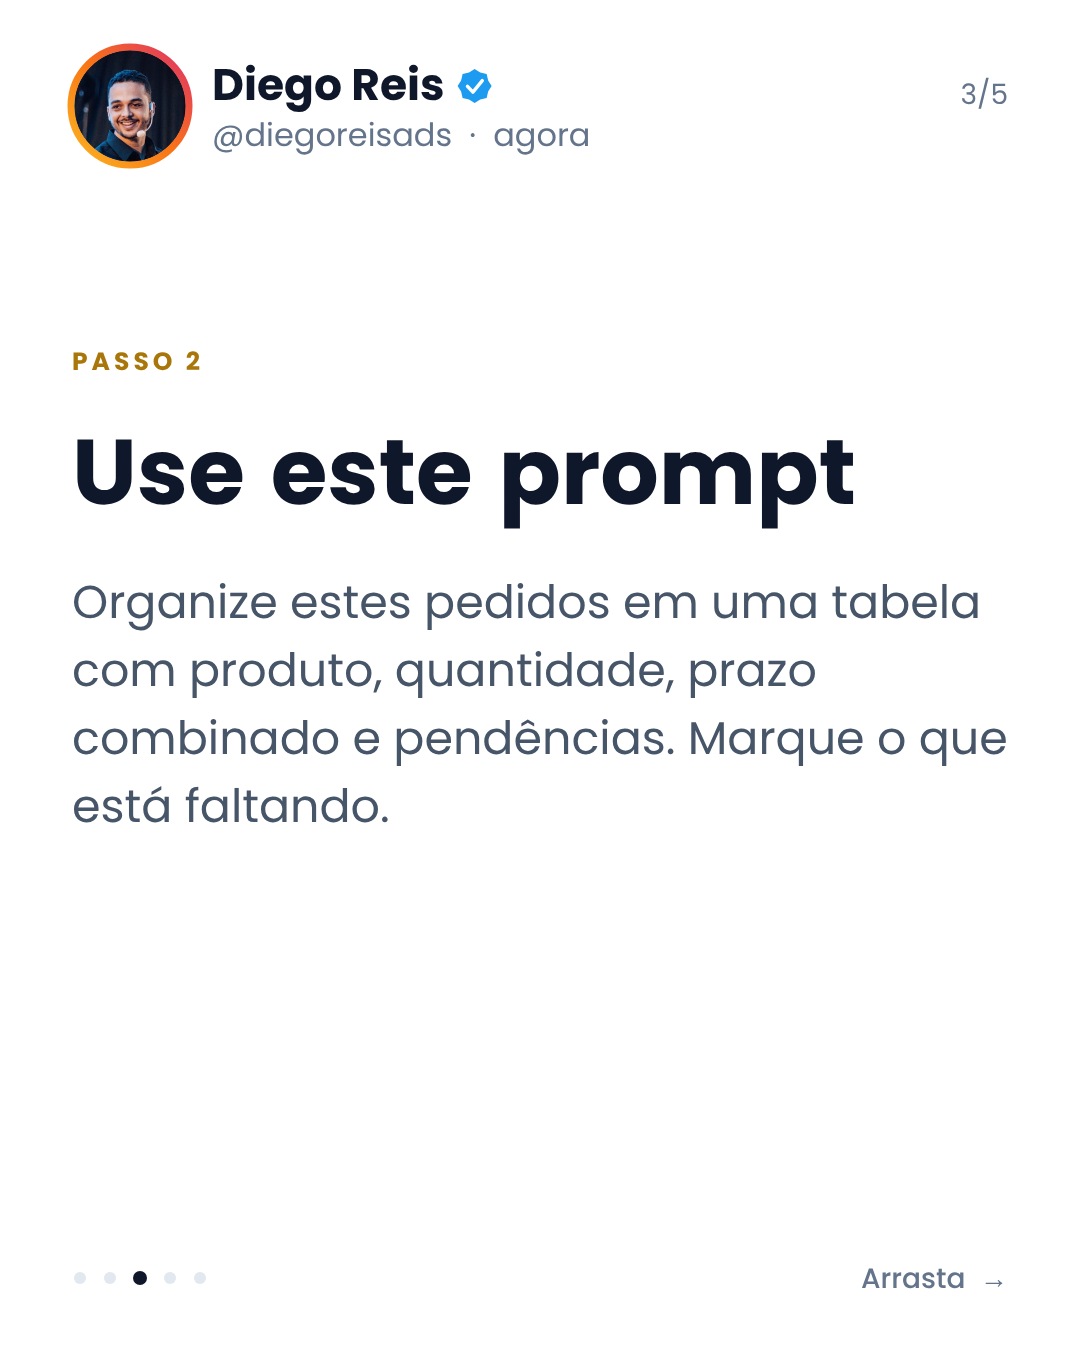 Diego Reis
@diegoreisads · agora
3/5
PASSO 2
Use este prompt
Organize estes pedidos em uma tabela
com produto, quantidade, prazo
combinado e pendências. Marque o que
está faltando.
Arrasta →